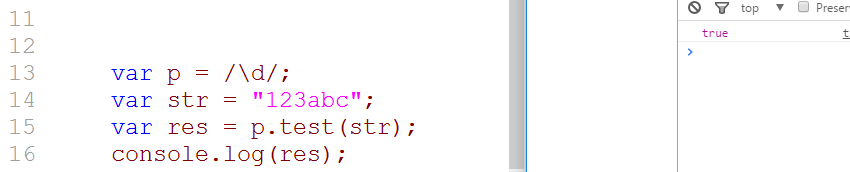 top ▼ Preser
true t
>
11
12
13 var p = /\d/;
14 var str = "123abc";
15 var res = p.test(str);
16 console.log(res);